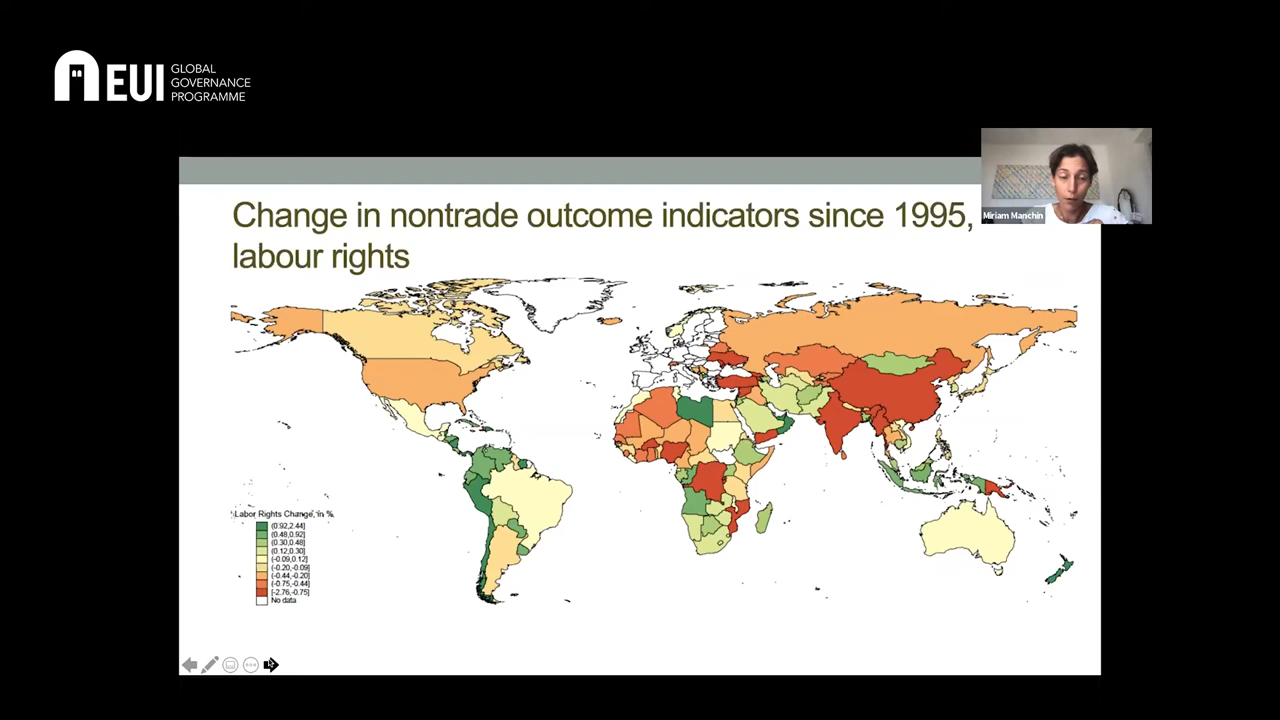 EUI
GLOBAL
GOVERNANCE
PROGRAMME
Miriam Manchin
Change in nontrade outcome indicators since 1995,
labour rights
Labor Rights Change, in %
(0.92,2.44]
(0.48,0.92]
(0.30,0.48]
(0.12,0.30]
(-0.09,0.12]
(-0.20,-0.09]
(-0.44,-0.20]
(-0.75,-0.44]
[-2.76,-0.75]
No data